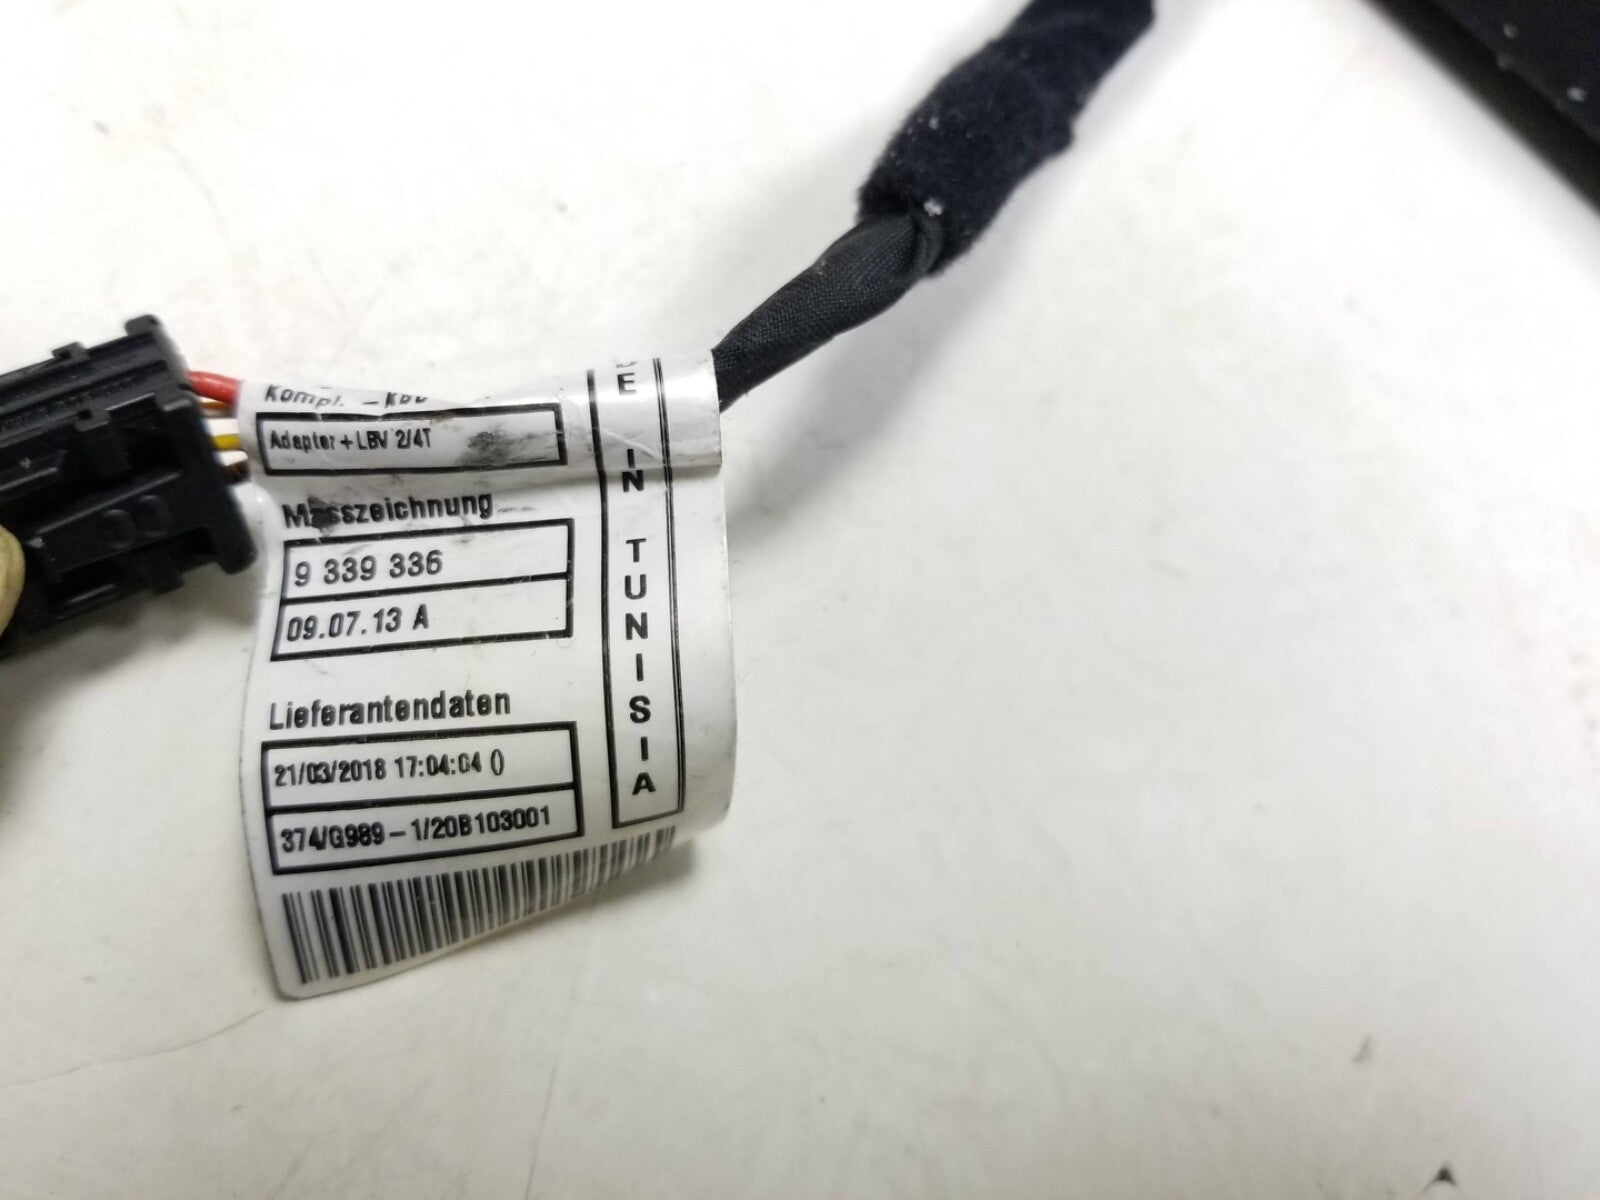 Kompl. -
Adapter + LBV 2/4T
Masszeichnung
9 339 336
09.07.13 A
Lieferantendaten
21/03/2018 17:04:04 ()
374/G989-1/20B103001
E IN TUNISIA